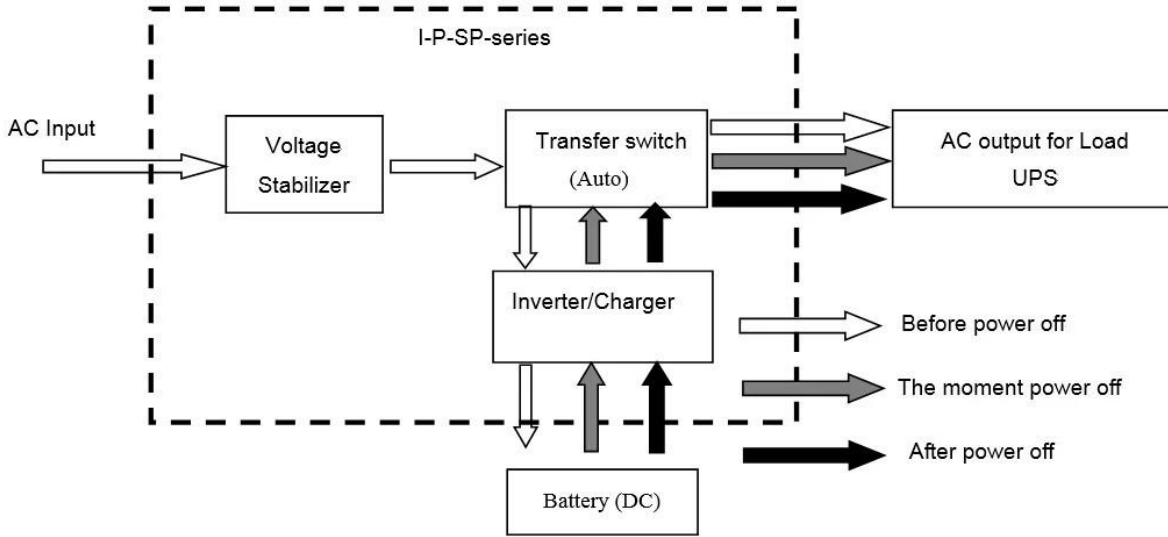 I-P-SP-series
AC Input
Voltage
Stabilizer
Transfer switch
(Auto)
AC output for Load
UPS
Inverter/Charger
Before power off
The moment power off
After power off
Battery (DC)